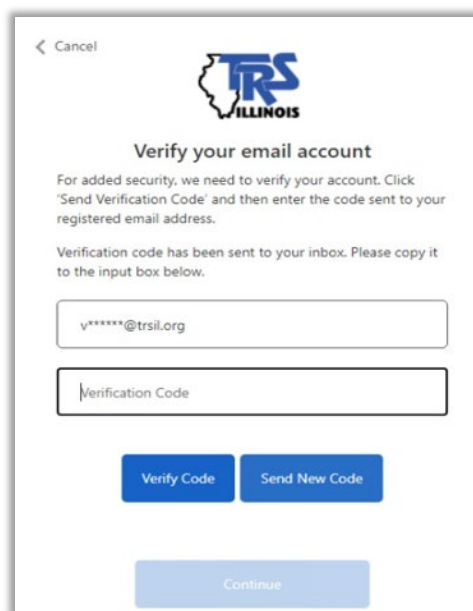 Cancel
TRS
ILLINOIS
Verify your email account
For added security, we need to verify your account. Click
'Send Verification Code' and then enter the code sent to your
registered email address.
Verification code has been sent to your inbox. Please copy it
to the input box below.
v******@trsil.org
Verification Code
Verify Code Send New Code
Continue